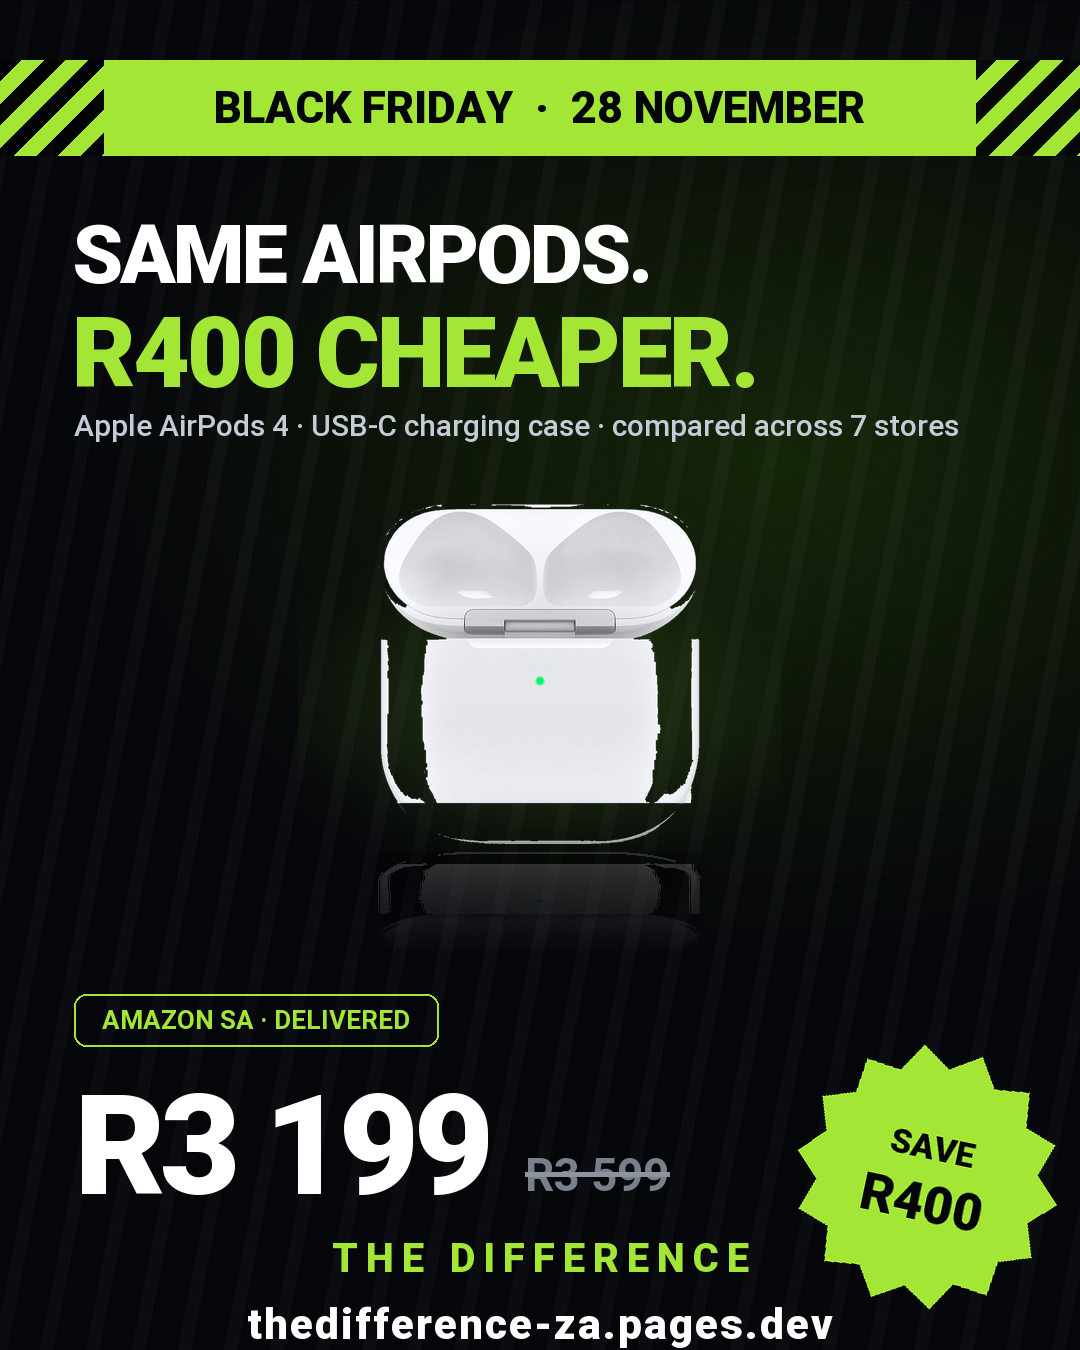 BLACK FRIDAY · 28 NOVEMBER
SAME AIRPODS.
R400 CHEAPER.
Apple AirPods 4 · USB-C charging case · compared across 7 stores
AMAZON SA · DELIVERED
R3 199 R3 599
SAVE
R400
THE DIFFERENCE
thedifference-za.pages.dev